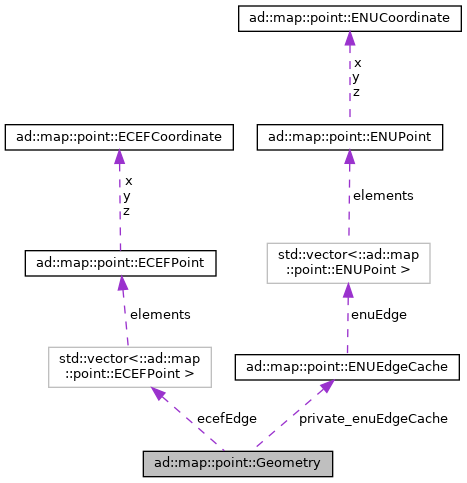 ad::map::point::ENUCoordinate
x
y
z
ad::map::point::ECEFCoordinate
ad::map::point::ENUPoint
x
y
z
elements
ad::map::point::ECEFPoint
std::vector<::ad::map
::point::ENUPoint >
elements
enuEdge
std::vector<::ad::map
::point::ECEFPoint >
ad::map::point::ENUEdgeCache
ecefEdge
private_enuEdgeCache
ad::map::point::Geometry